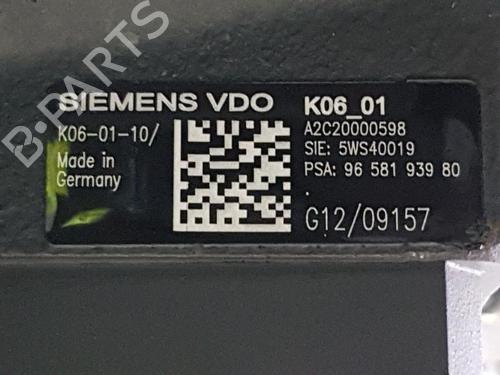 SIEMENS VDO K06_01
K06-01-10/ A2C20000598
SIE: 5WS40019
Made in
Germany
PSA: 96 581 939 80
.
G12/09157
B-PARTS